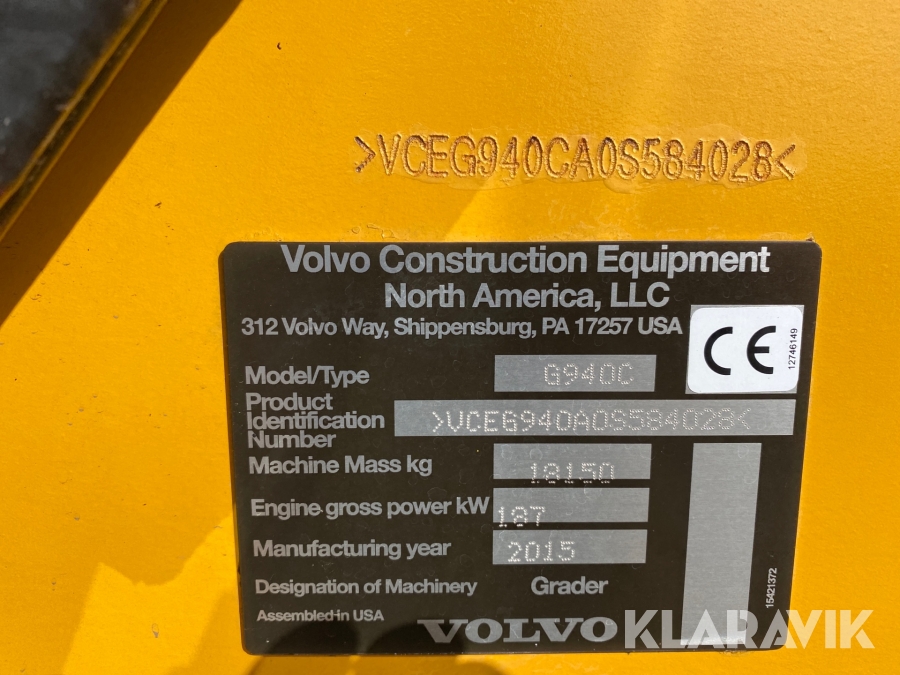 >VCEG940CA0S584028<
Volvo Construction Equipment
North America, LLC
312 Volvo Way, Shippensburg, PA 17257 USA
CE
12746149
Model/Type G940C
Product
Identification
Number
>VCEG940A0S584028<
Machine Mass kg 18150
Engine gross power kW 187
Manufacturing year 2015
Designation of Machinery Grader
Assembled in USA
VOLVO
16421372
KLARAVIK